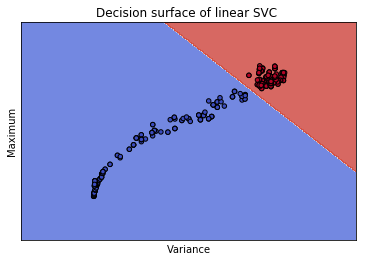 Decision surface of linear SVC
Maximum
Variance